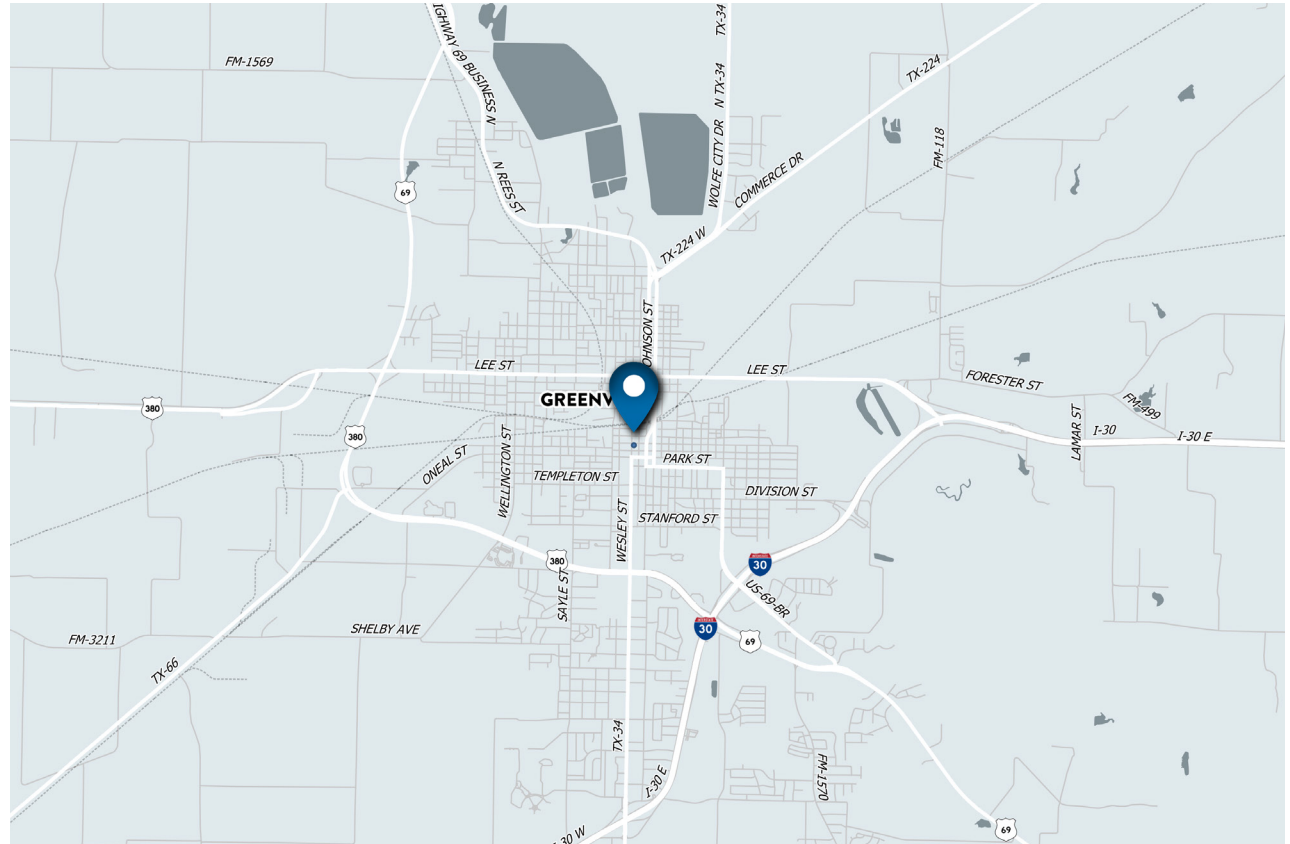 IGHWAY 69 BUSINESS N
TX-34
FM-1569
TX-224
N TX-34
WOLFE CITY DR
FM-118
COMMERCE DR
69
N REES ST
TX-224 W
OHNSON ST
LEE ST
LEE ST
FORESTER ST
380
GREENV
FM-499
LAMAR ST
I-30
I-30 E
380
ONEAL ST
WELLINGTON ST
PARK ST
TEMPLETON ST
DIVISION ST
WESLEY ST
STANFORD ST
380
30
SAYLE ST
US-69-BR
30
69
SHELBY AVE
FM-3211
TX-66
TX-34
I-30 E
FM-1570
-30 W
69